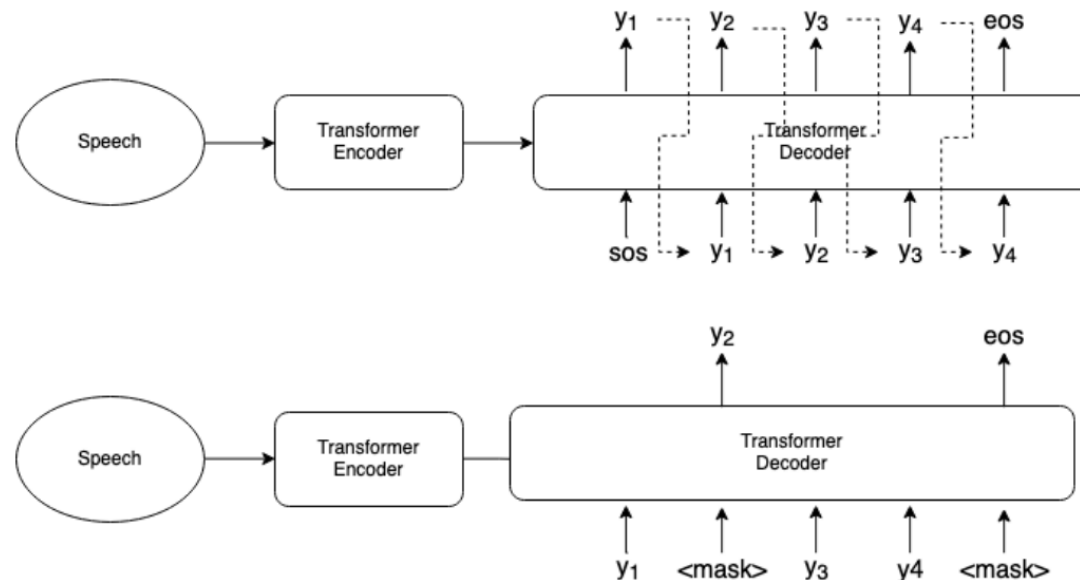 y₁ y₂ y₃ y₄ eos
Speech
Transformer
Encoder
Transformer
Decoder
sos y₁ y₂ y₃ y₄
y₂ eos
Speech
Transformer
Encoder
Transformer
Decoder
y₁ <mask> y₃ y4 <mask>